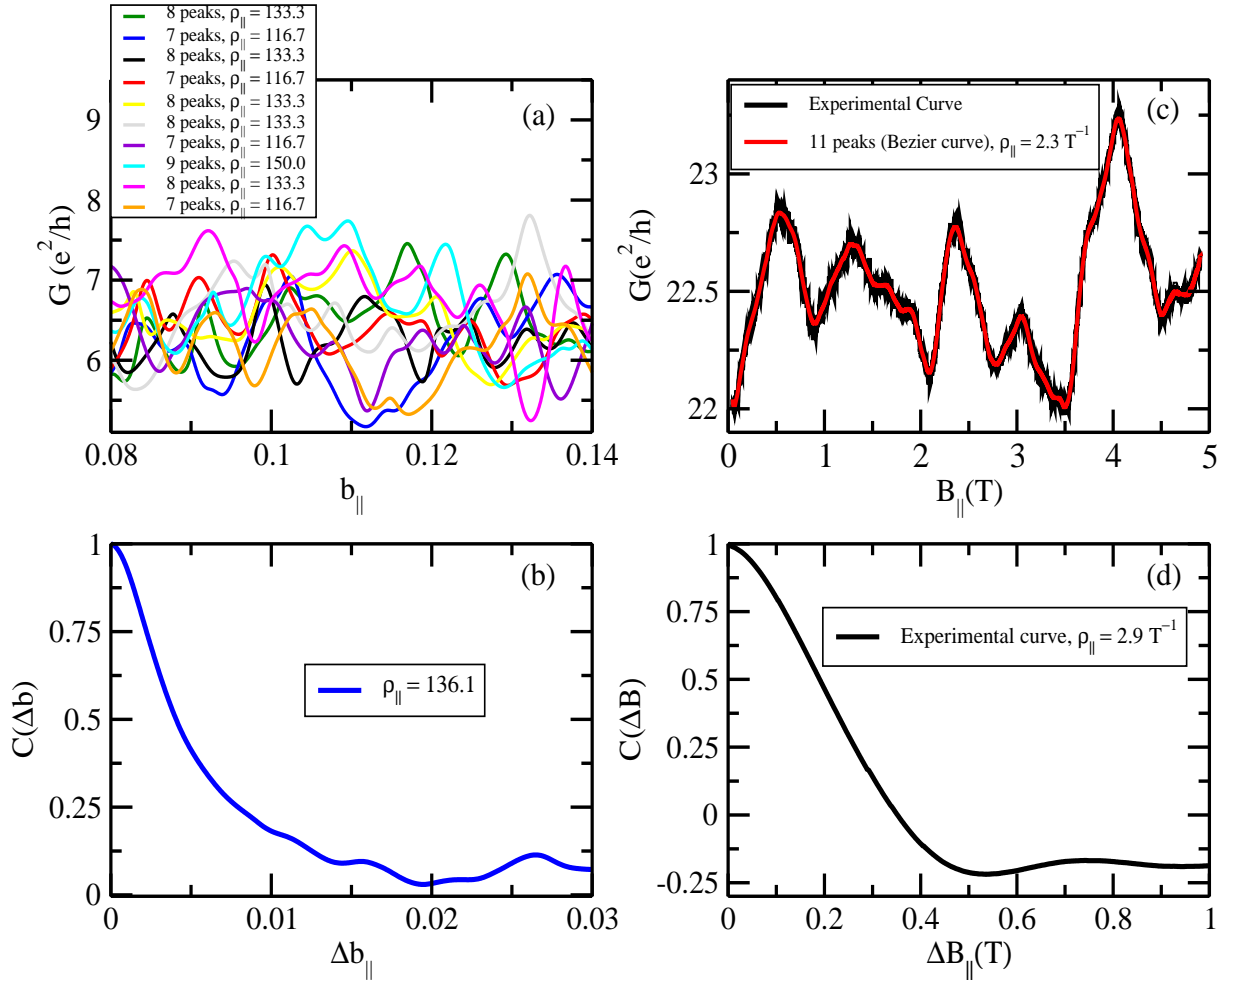 8 peaks, ρ|| = 133.3
7 peaks, ρ|| = 116.7
8 peaks, ρ|| = 133.3
7 peaks, ρ|| = 116.7
8 peaks, ρ|| = 133.3
8 peaks, ρ|| = 133.3
7 peaks, ρ|| = 116.7
9 peaks, ρ|| = 150.0
8 peaks, ρ|| = 133.3
7 peaks, ρ|| = 116.7
(a)
9
8
7
6
G (e²/h)
0.08
0.1
0.12
0.14
b||
Experimental Curve
11 peaks (Bezier curve), ρ|| = 2.3 T⁻¹
(c)
23
22.5
22
G(e²/h)
0
1
2
3
4
5
B||(T)
(b)
ρ|| = 136.1
1
0.75
0.5
0.25
0
C(Δb)
0
0.01
0.02
0.03
Δb||
(d)
Experimental curve, ρ|| = 2.9 T⁻¹
1
0.75
0.5
0.25
0
-0.25
C(ΔB)
0
0.2
0.4
0.6
0.8
1
ΔB||(T)